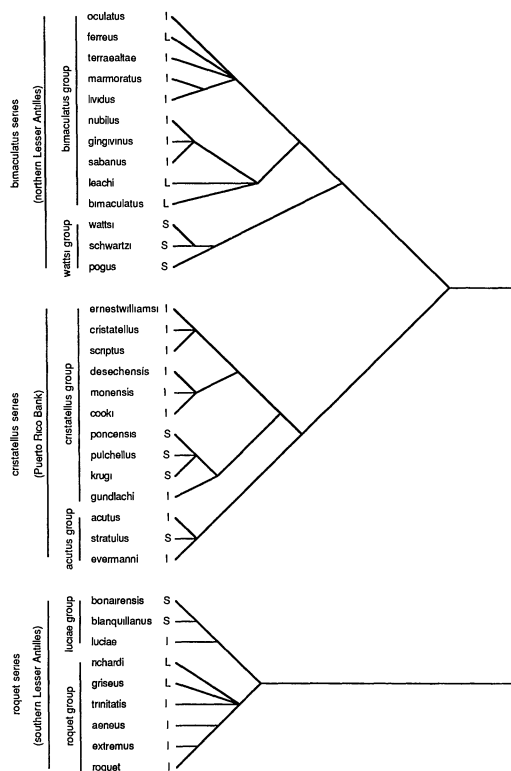 bimaculatus series
(northern Lesser Antilles)
bimaculatus group
oculatus I
ferreus L
terraealtae I
marmoratus I
lividus I
nubilus I
gingivinus I
sabanus I
leachi L
bimaculatus L
wattsi group
wattsi S
schwartzi S
pogus S
cristatellus series
(Puerto Rico Bank)
cristatellus group
ernestwilliamsi I
cristatellus I
scriptus I
desechensis I
monensis I
cooki I
poncensis S
pulchellus S
krugi S
gundlachi I
acutus group
acutus I
stratulus S
evermanni I
roquet series
(southern Lesser Antilles)
luciae group
bonairensis S
blanquillanus S
luciae I
roquet group
richardi L
griseus L
trinitatis I
aeneus I
extremus I
roquet I